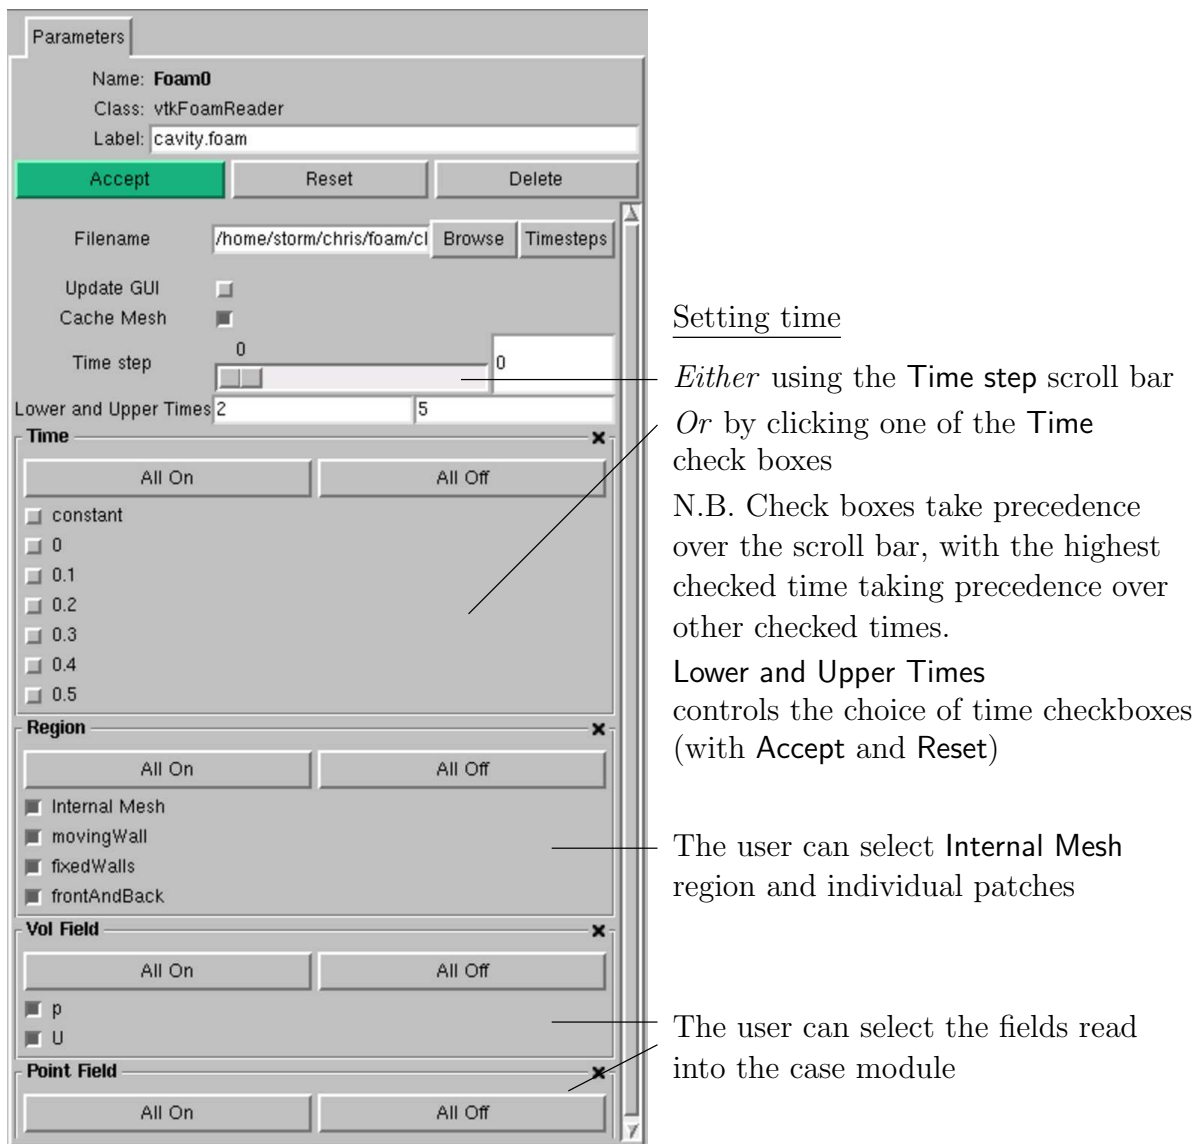 Parameters
Name: Foam0
Class: vtkFoamReader
Label: cavity.foam
Accept Reset Delete
Filename /home/storm/chris/foam/cl Browse Timesteps
Update GUI
Cache Mesh
Time step 0 0
Lower and Upper Times 2 5
Time
All On All Off
constant
0
0.1
0.2
0.3
0.4
0.5
Region
All On All Off
Internal Mesh
movingWall
fixedWalls
frontAndBack
Vol Field
All On All Off
p
U
Point Field
All On All Off
Setting time
Either using the Time step scroll bar
Or by clicking one of the Time
check boxes
N.B. Check boxes take precedence
over the scroll bar, with the highest
checked time taking precedence over
other checked times.
Lower and Upper Times
controls the choice of time checkboxes
(with Accept and Reset)
The user can select Internal Mesh
region and individual patches
The user can select the fields read
into the case module